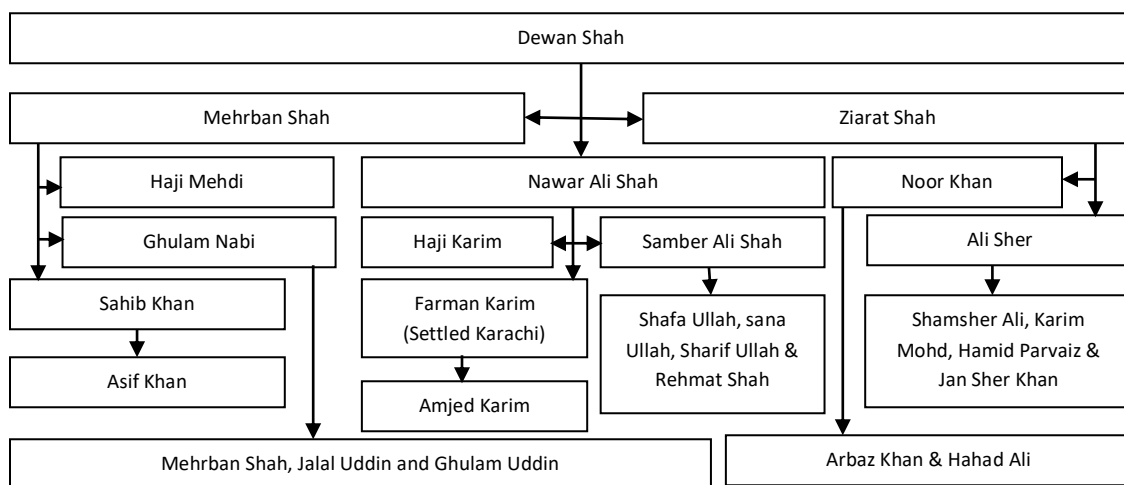 Dewan Shah
Mehrban Shah
Ziarat Shah
Haji Mehdi
Nawar Ali Shah
Noor Khan
Ghulam Nabi
Haji Karim
Samber Ali Shah
Ali Sher
Sahib Khan
Farman Karim
(Settled Karachi)
Shafa Ullah, sana
Ullah, Sharif Ullah &
Rehmat Shah
Shamsher Ali, Karim
Mohd, Hamid Parvaiz &
Jan Sher Khan
Asif Khan
Amjed Karim
Mehrban Shah, Jalal Uddin and Ghulam Uddin
Arbaz Khan & Hahad Ali